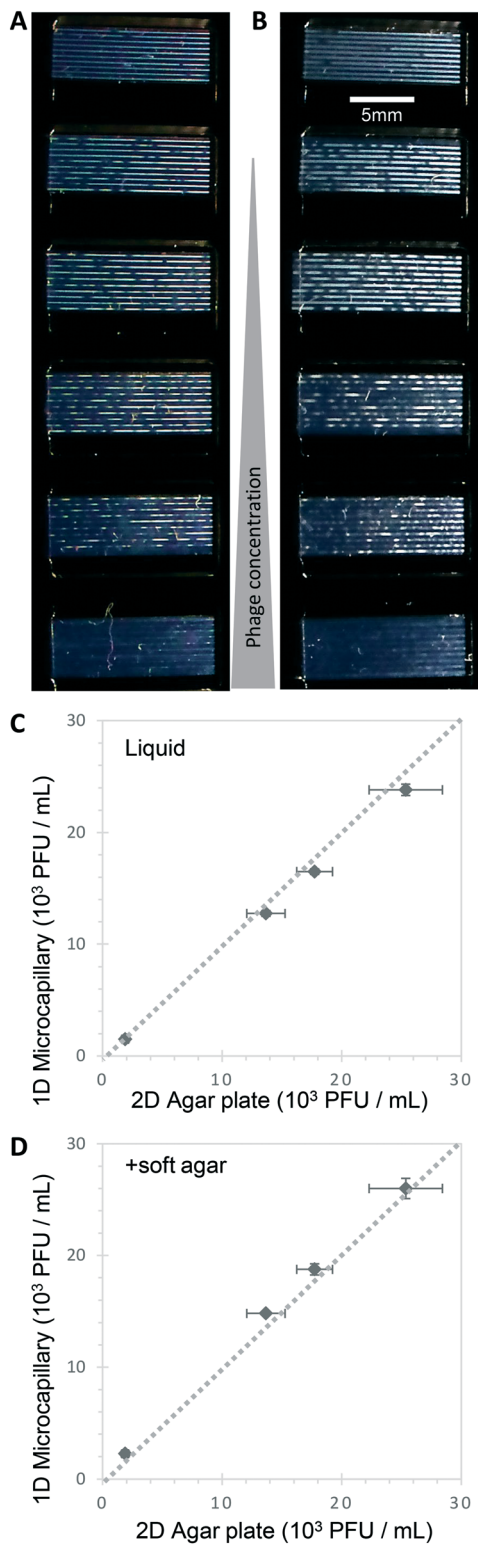 A
B
5mm
Phage concentration
C
30
Liquid
20
10
0
1D Microcapillary (10³ PFU / mL)
0
10
20
30
2D Agar plate (10³ PFU / mL)
D
30
+soft agar
20
10
0
1D Microcapillary (10³ PFU / mL)
0
10
20
30
2D Agar plate (10³ PFU / mL)